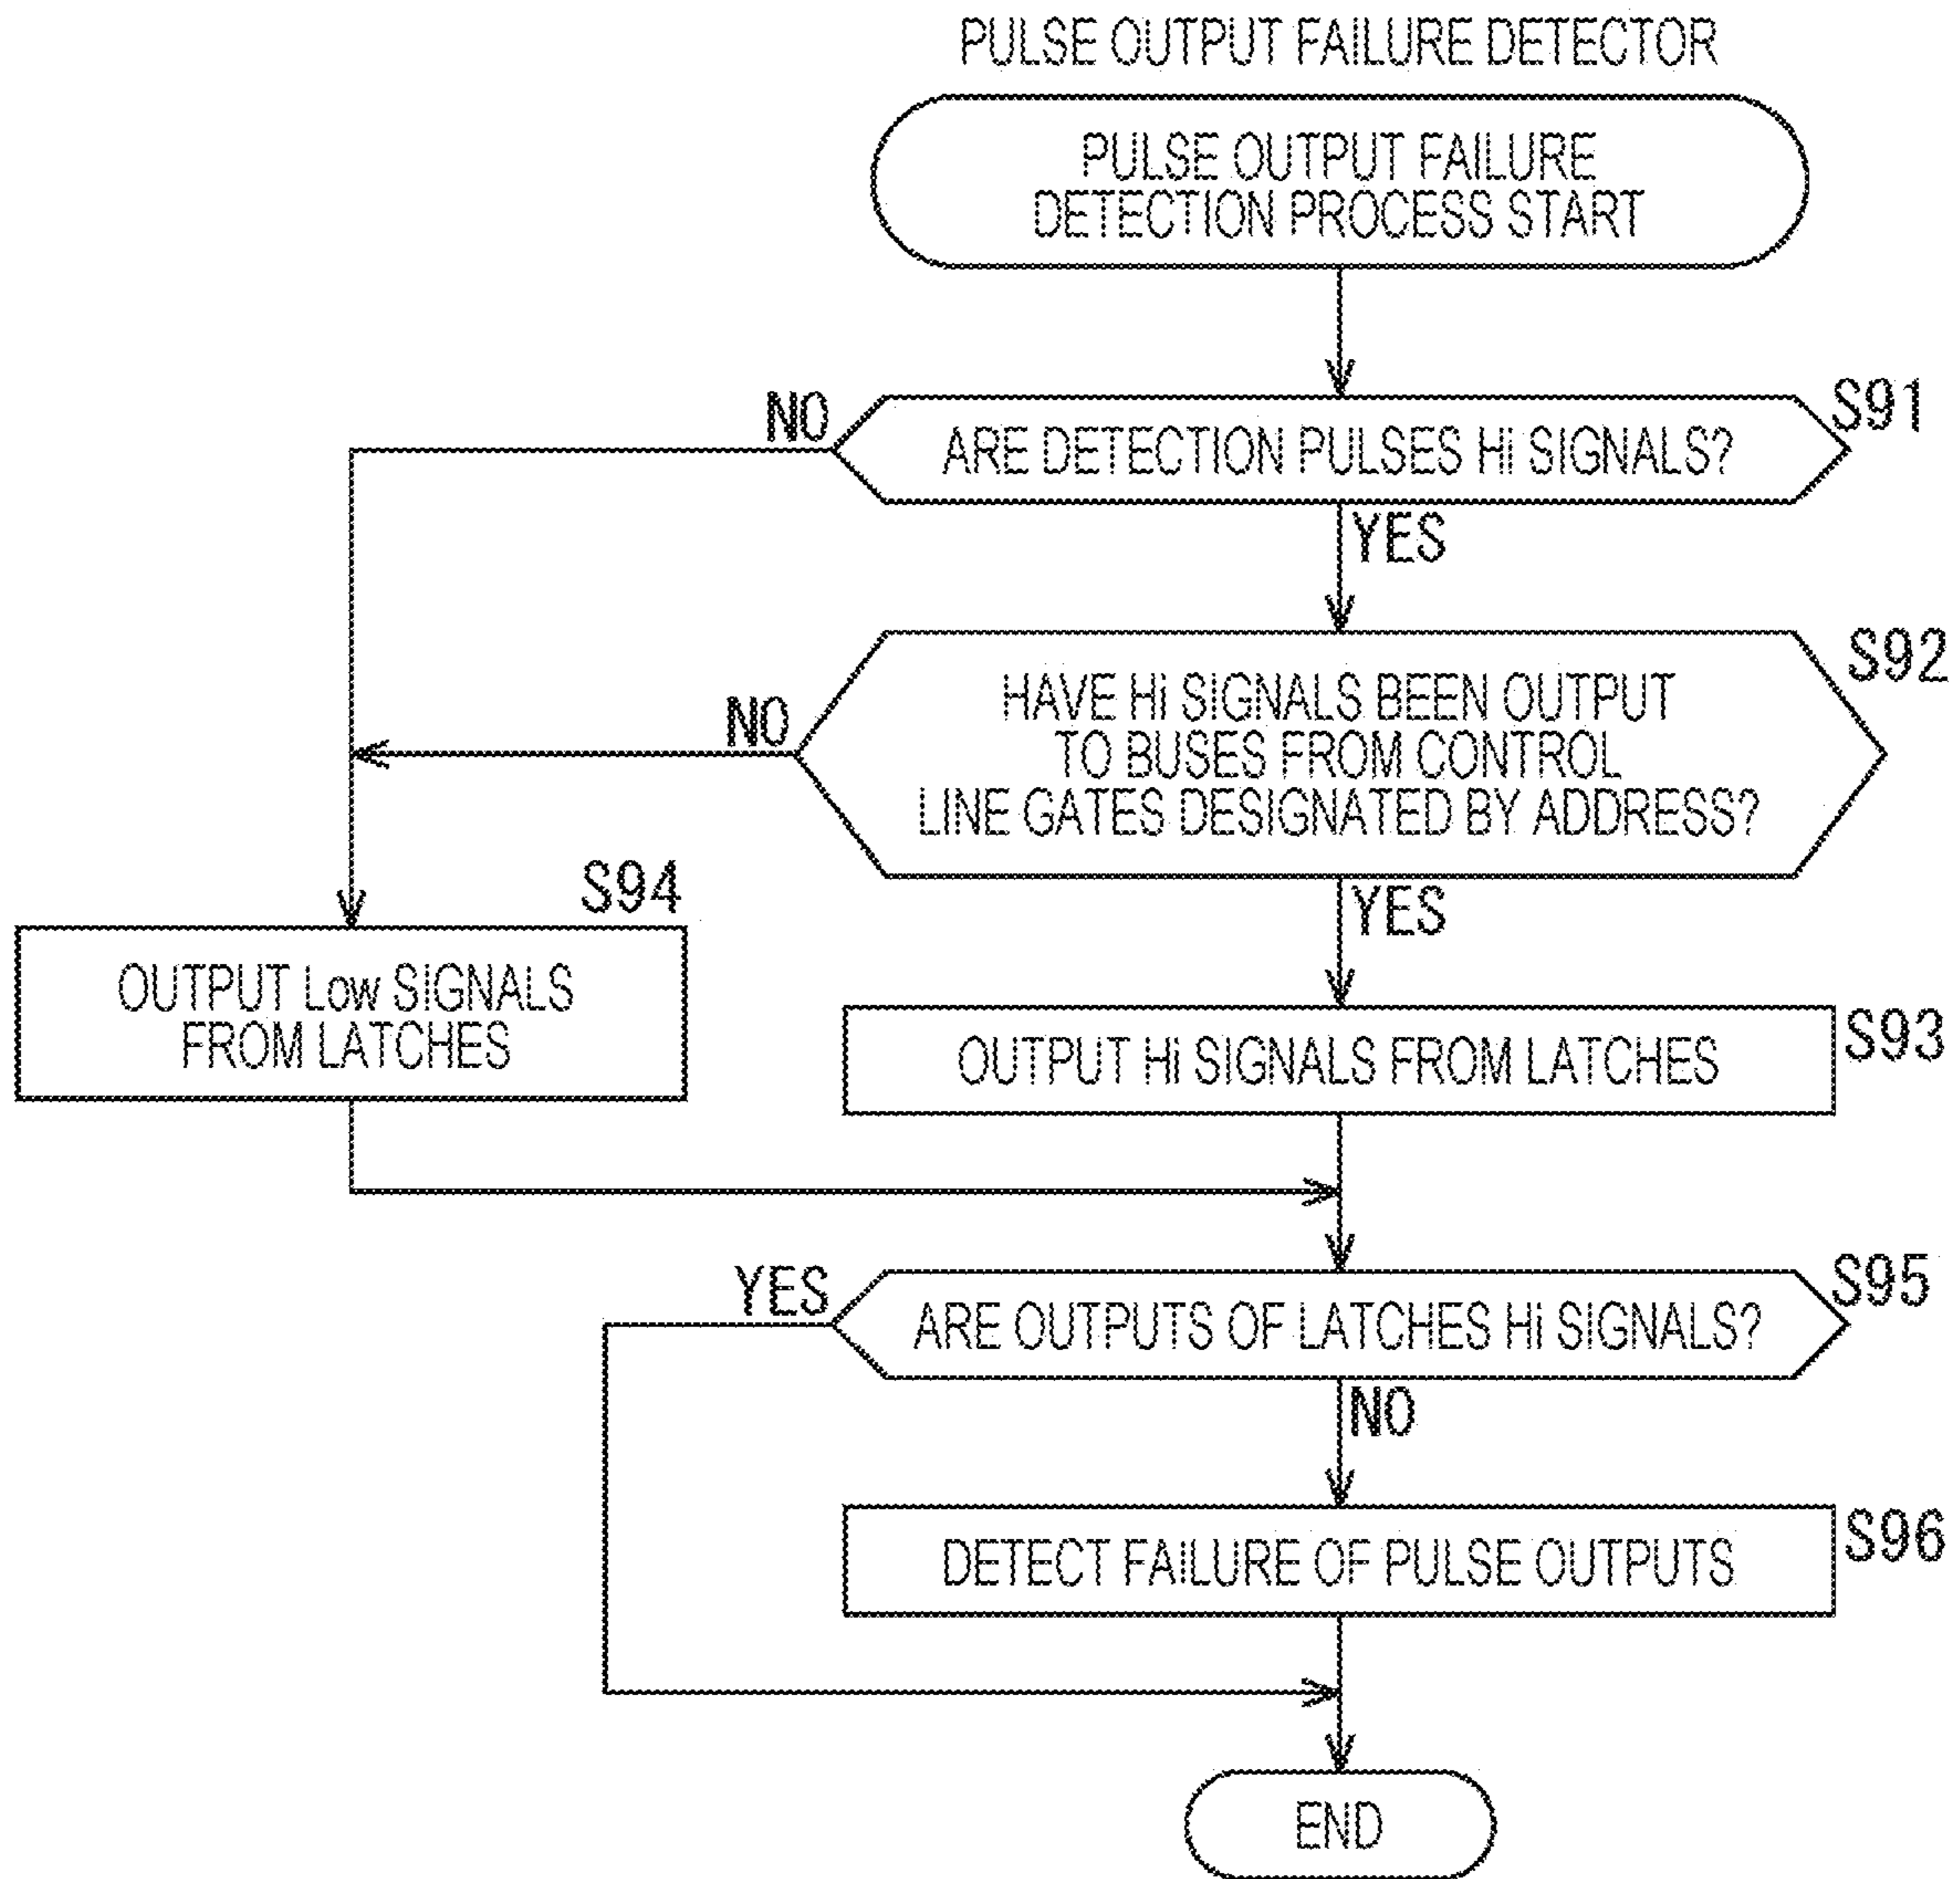 PULSE OUTPUT FAILURE DETECTOR
PULSE OUTPUT FAILURE
DETECTION PROCESS START
S91
NO
ARE DETECTION PULSES Hi SIGNALS?
YES
S92
NO
HAVE Hi SIGNALS BEEN OUTPUT
TO BUSES FROM CONTROL
LINE GATES DESIGNATED BY ADDRESS?
YES
S94
OUTPUT Low SIGNALS
FROM LATCHES
S93
OUTPUT Hi SIGNALS FROM LATCHES
S95
YES
ARE OUTPUTS OF LATCHES Hi SIGNALS?
NO
S96
DETECT FAILURE OF PULSE OUTPUTS
END